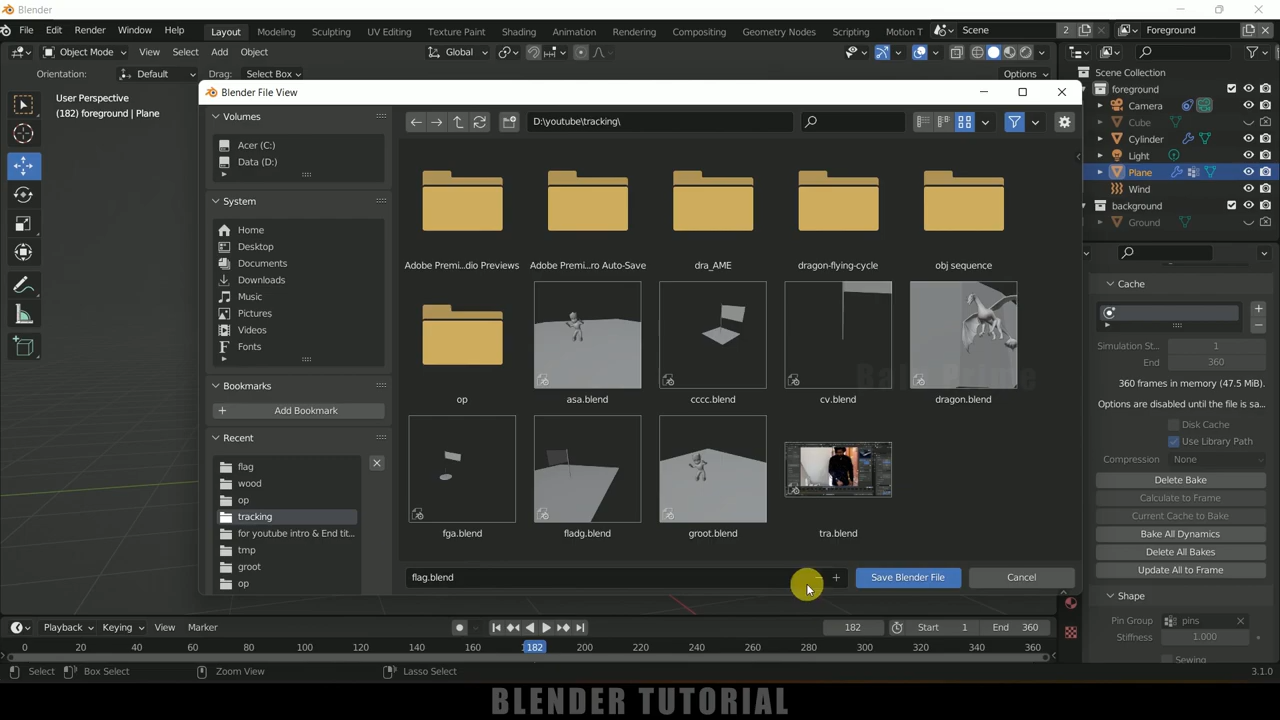 Blender
File Edit Render Window Help Layout Modeling Sculpting UV Editing Texture Paint Shading Animation Rendering Compositing Geometry Nodes Scripting Motion T Scene 2 Foreground
Object Mode View Select Add Object Global
Orientation: Default Drag: Select Box Options
User Perspective
(182) foreground | Plane
Blender File View
Volumes
Acer (C:)
Data (D:)
System
Home
Desktop
Documents
Downloads
Music
Pictures
Videos
Fonts
Bookmarks
Add Bookmark
Recent
flag
wood
op
tracking
for youtube intro & End tit...
tmp
groot
op
D:\youtube\tracking\
Adobe Premi...dio Previews Adobe Premi...ro Auto-Save dra_AME dragon-flying-cycle obj sequence
op asa.blend cccc.blend cv.blend dragon.blend
fga.blend fladg.blend groot.blend tra.blend
flag.blend Save Blender File Cancel
Scene Collection
foreground
Camera
Cube
Cylinder
Light
Plane
Wind
background
Ground
Cache
Simulation St... 1
End 360
360 frames in memory (47.5 MiB).
Options are disabled until the file is sa...
Disk Cache
Use Library Path
Compression None
Delete Bake
Calculate to Frame
Current Cache to Bake
Bake All Dynamics
Delete All Bakes
Update All to Frame
Shape
Pin Group pins
Stiffness 1.000
Sewing
Playback Keying View Marker 182 Start 1 End 360
0 20 40 60 80 100 120 140 160 182 200 220 240 260 280 300 320 340 360
Select Box Select Zoom View Lasso Select 3.1.0
BLENDER TUTORIAL